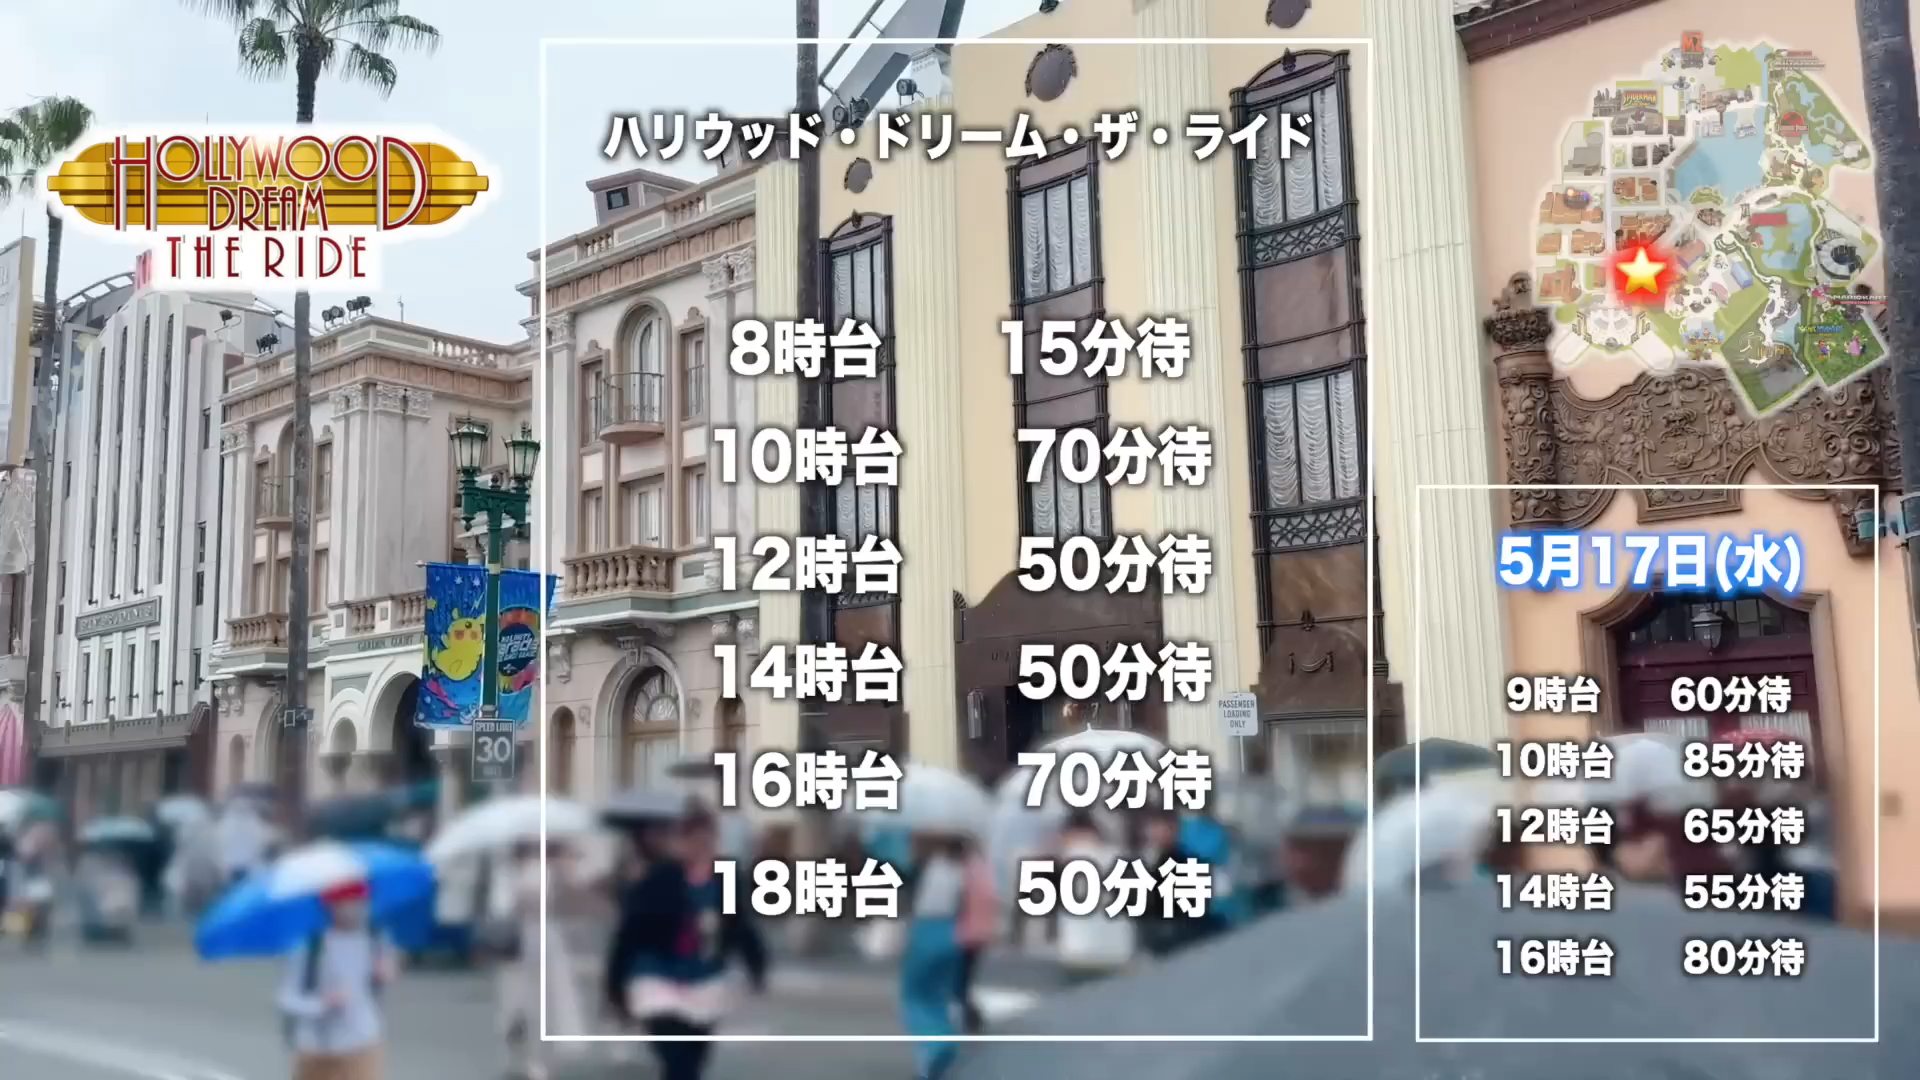 HOLLYWOOD
DREAM
THE RIDE
ハリウッド・ドリーム・ザ・ライド
8時台 15分待
10時台 70分待
12時台 50分待
14時台 50分待
16時台 70分待
18時台 50分待
5月17日(水)
9時台 60分待
10時台 85分待
12時台 65分待
14時台 55分待
16時台 80分待
SPEED LIMIT
30
PASSENGER
LOADING
ONLY